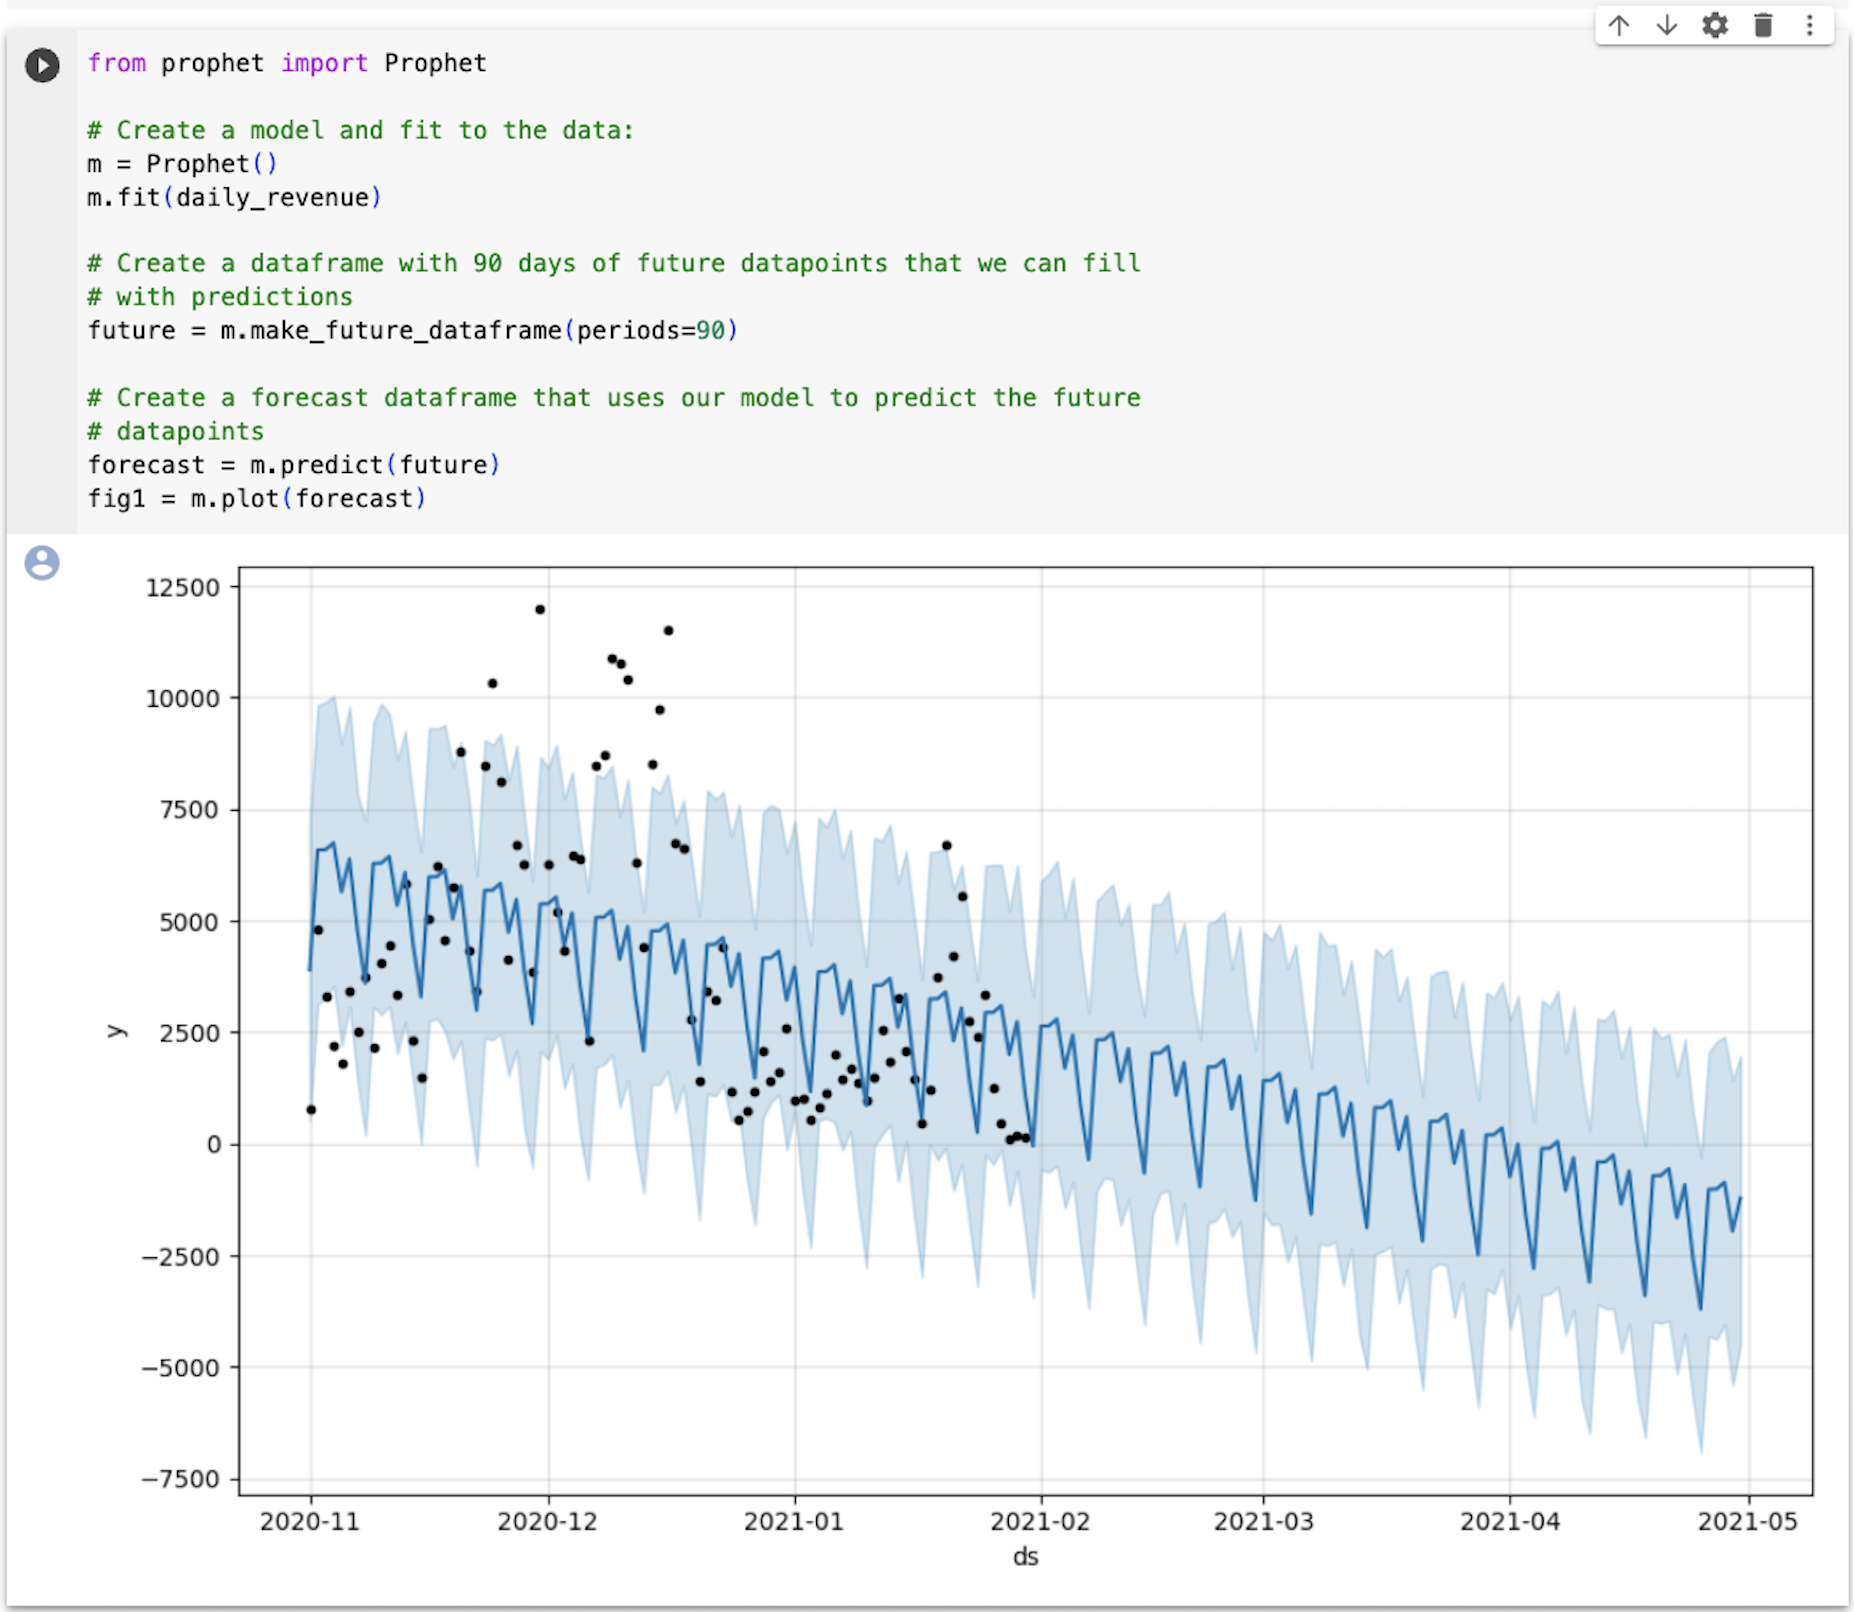 from prophet import Prophet
# Create a model and fit to the data:
m = Prophet()
m.fit(daily_revenue)
# Create a dataframe with 90 days of future datapoints that we can fill
# with predictions
future = m.make_future_dataframe(periods=90)
# Create a forecast dataframe that uses our model to predict the future
# datapoints
forecast = m.predict(future)
fig1 = m.plot(forecast)
12500
10000
7500
5000
2500
0
−2500
−5000
−7500
y
2020-11
2020-12
2021-01
2021-02
2021-03
2021-04
2021-05
ds